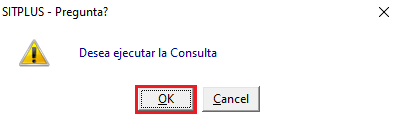 SITPLUS - Pregunta?
Desea ejecutar la Consulta
OK Cancel